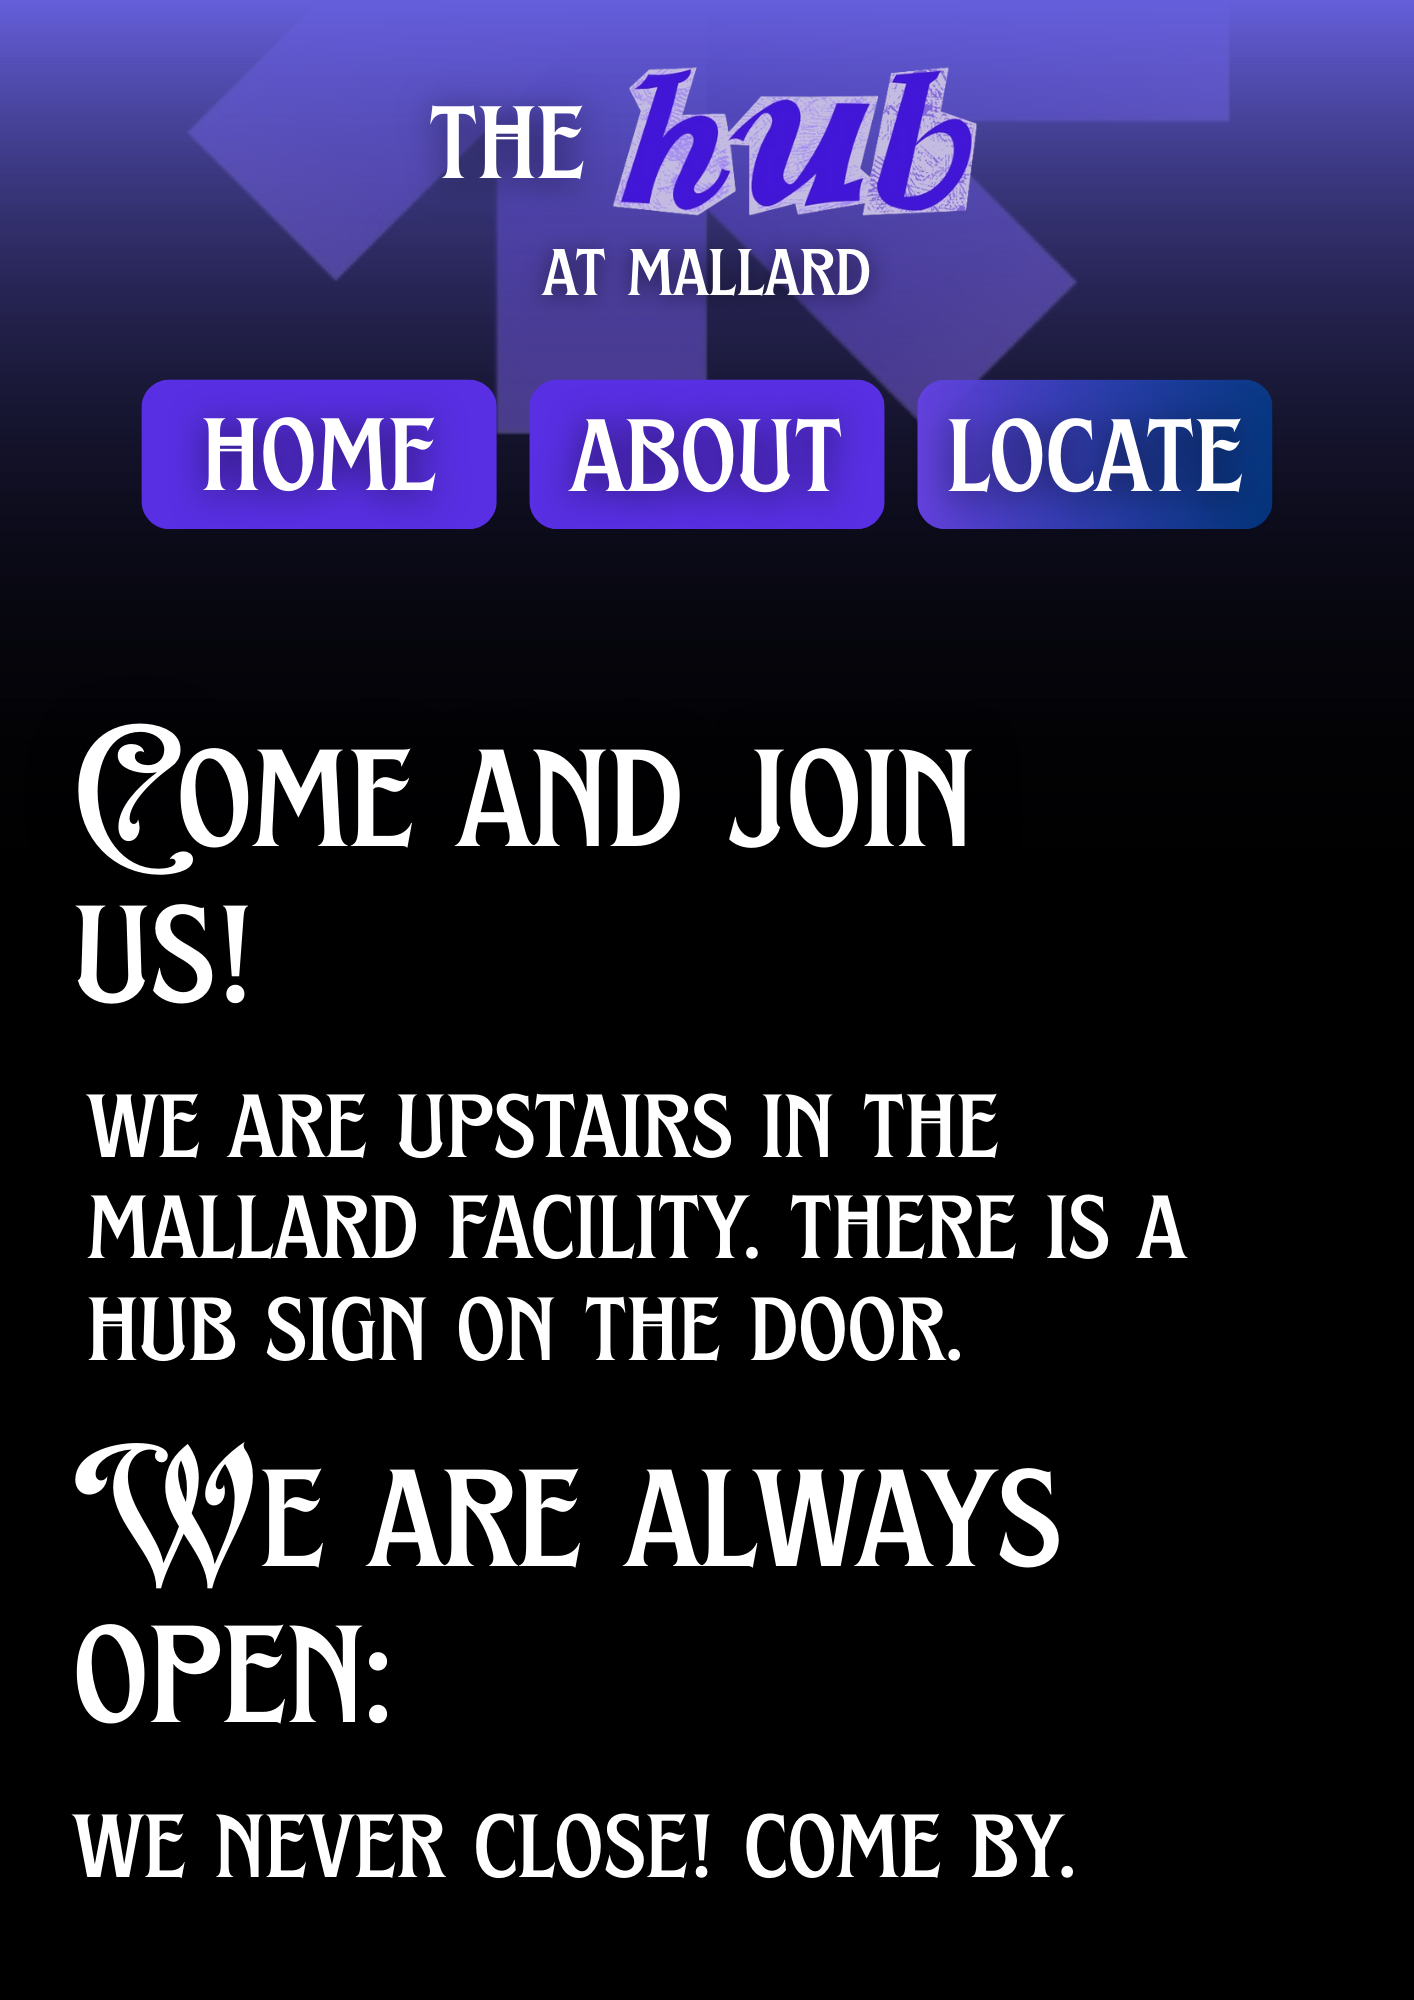 THE hub
AT MALLARD
HOME ABOUT LOCATE
COME AND JOIN
US!
WE ARE UPSTAIRS IN THE
MALLARD FACILITY. THERE IS A
HUB SIGN ON THE DOOR.
WE ARE ALWAYS
OPEN:
WE NEVER CLOSE! COME BY.